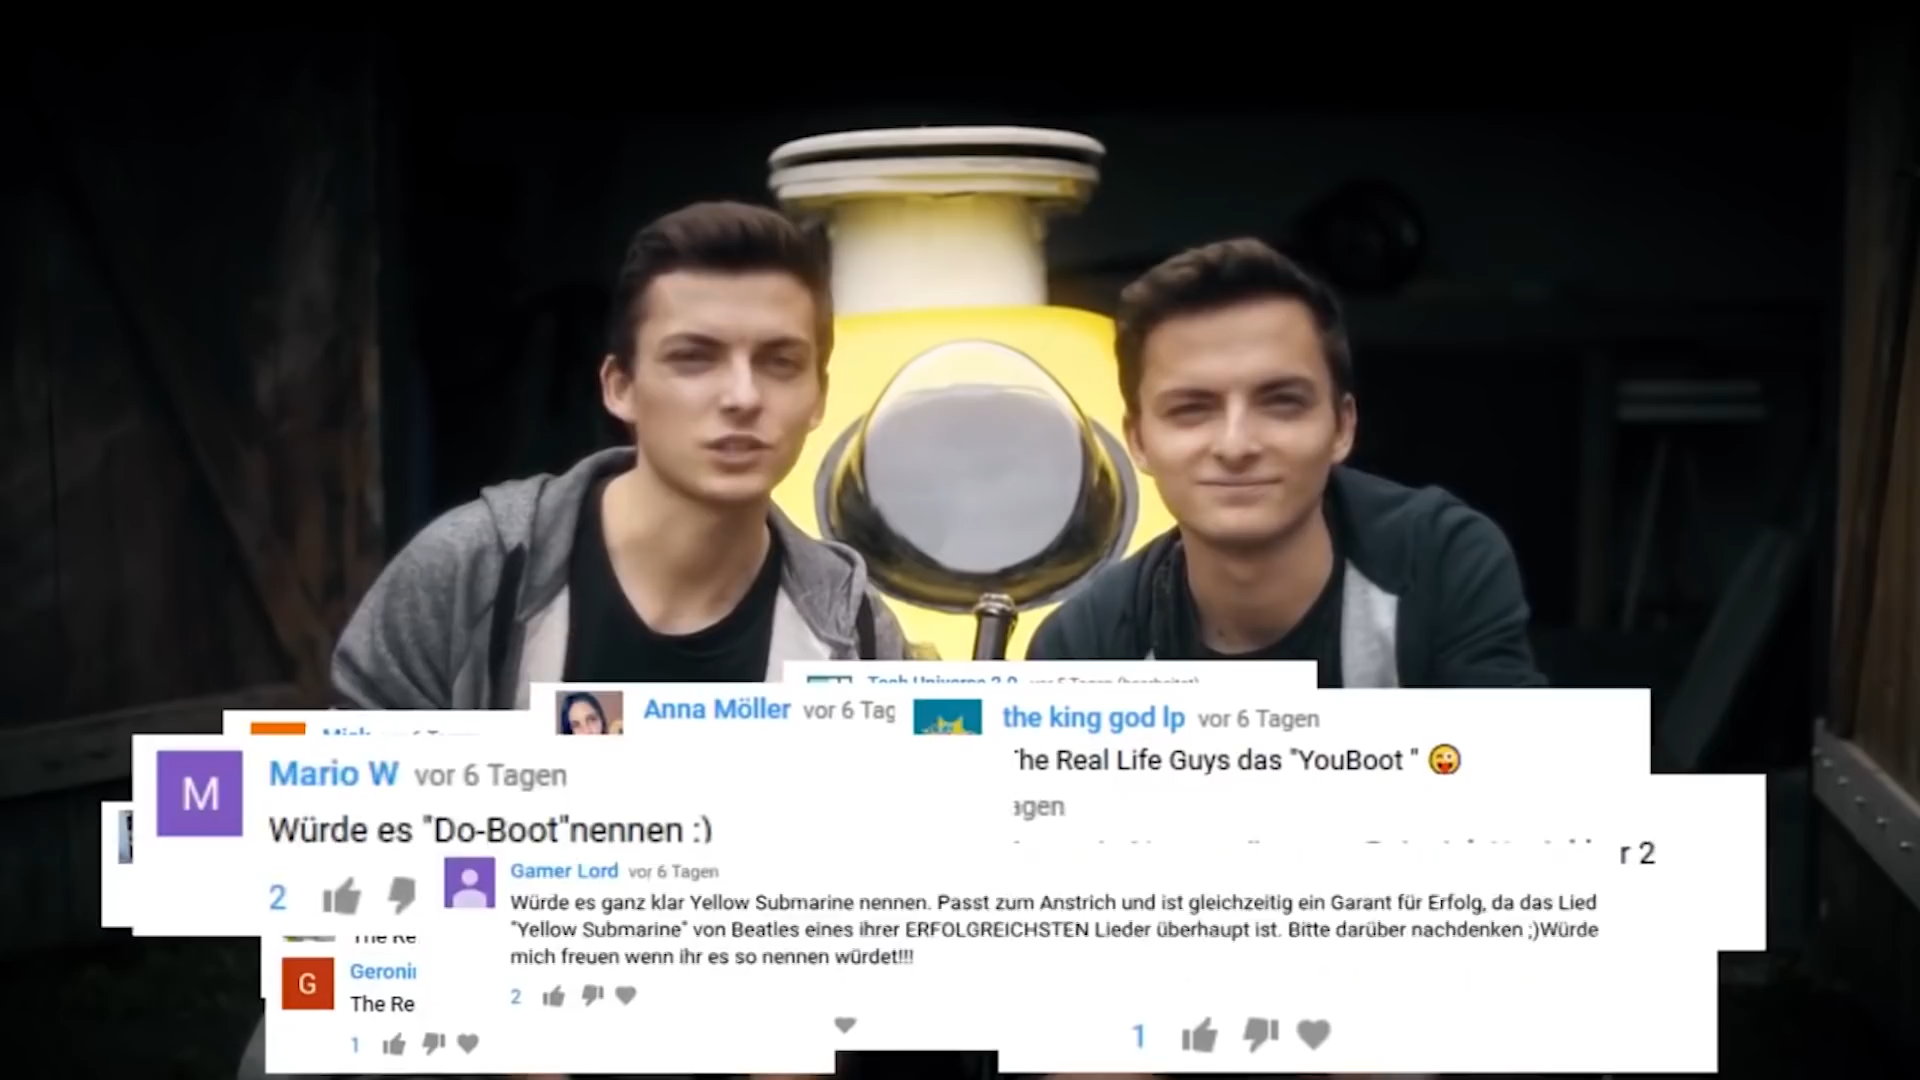 Anna Möller vor 6 Tag
the king god lp vor 6 Tagen
he Real Life Guys das "YouBoot" 😜
agen
Mario W vor 6 Tagen
M
Würde es "Do-Boot"nennen :)
r 2
2
Gamer Lord vor 6 Tagen
Würde es ganz klar Yellow Submarine nennen. Passt zum Anstrich und ist gleichzeitig ein Garant für Erfolg, da das Lied
"Yellow Submarine" von Beatles eines ihrer ERFOLGREICHSTEN Lieder überhaupt ist. Bitte darüber nachdenken ;)Würde
mich freuen wenn ihr es so nennen würdet!!!
2
The Re
G
Geroni
The Re
1
1